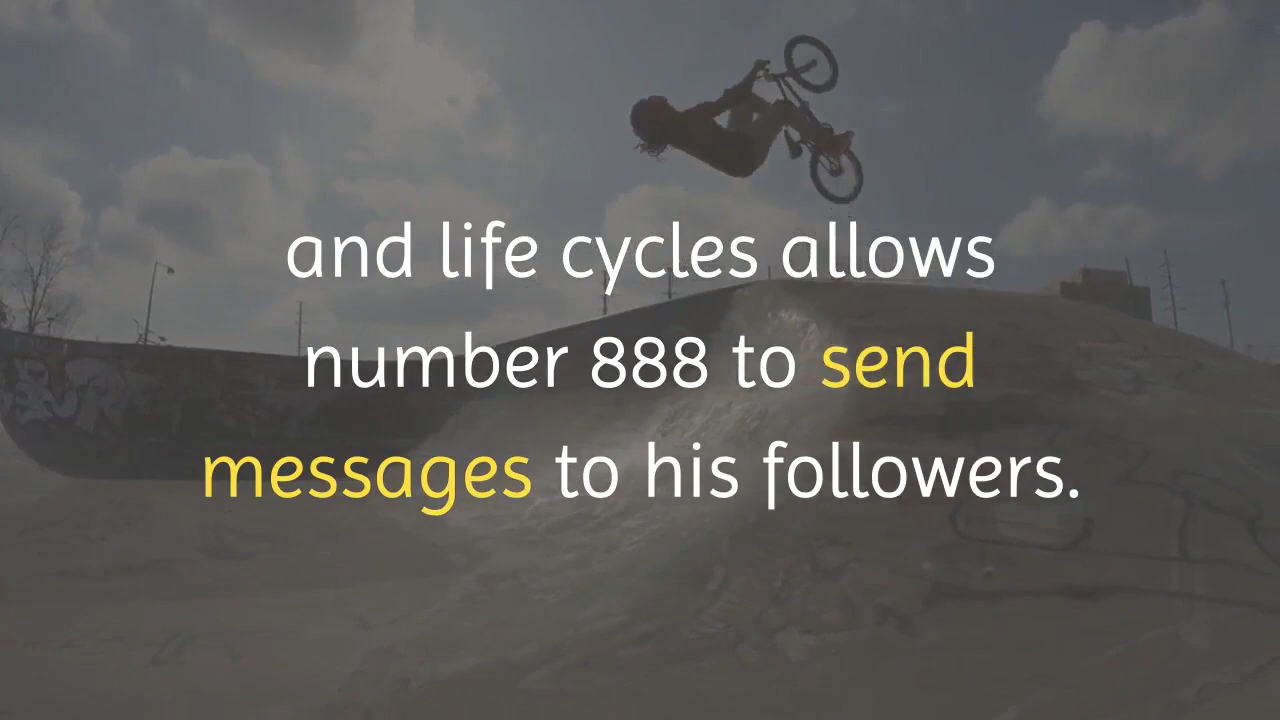 and life cycles allows
number 888 to send
messages to his followers.